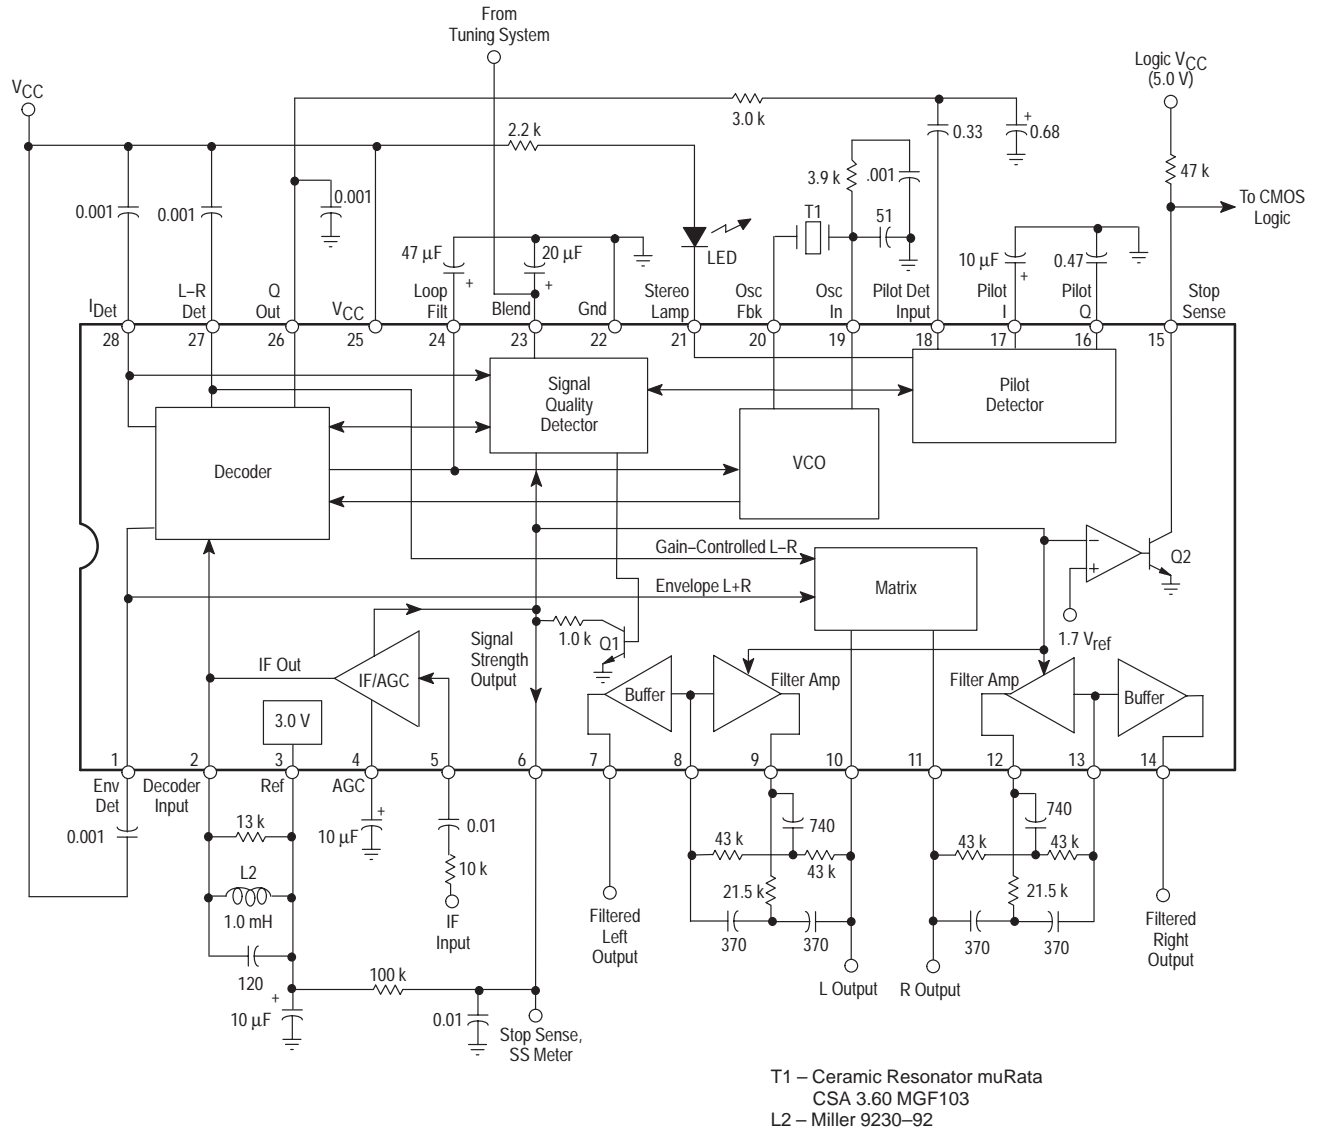 From
Tuning System
VCC
Logic VCC
(5.0 V)
2.2 k
3.0 k
0.33
+
0.68
47 k
To CMOS
Logic
0.001
0.001
0.001
3.9 k
.001
T1
51
LED
47 μF
+
20 μF
+
10 μF
+
0.47
IDet
L–R
Det
Q
Out
VCC
Loop
Filt
Blend
Gnd
Stereo
Lamp
Osc
Fbk
Osc
In
Pilot Det
Input
Pilot
I
Pilot
Q
Stop
Sense
28
27
26
25
24
23
22
21
20
19
18
17
16
15
Signal
Quality
Detector
Pilot
Detector
Decoder
VCO
Gain–Controlled L–R
Envelope L+R
Matrix
–
+
Q2
1.7 Vref
Signal
Strength
Output
1.0 k
Q1
IF Out
IF/AGC
3.0 V
Buffer
Filter Amp
Filter Amp
Buffer
1
2
3
4
5
6
7
8
9
10
11
12
13
14
Env
Det
Decoder
Input
Ref
AGC
0.001
13 k
L2
1.0 mH
120
10 μF
+
0.01
10 k
IF
Input
740
43 k
43 k
21.5 k
370
370
740
43 k
43 k
21.5 k
370
370
Filtered
Left
Output
Filtered
Right
Output
L Output
R Output
100 k
+
10 μF
0.01
Stop Sense,
SS Meter
T1 – Ceramic Resonator muRata
CSA 3.60 MGF103
L2 – Miller 9230–92